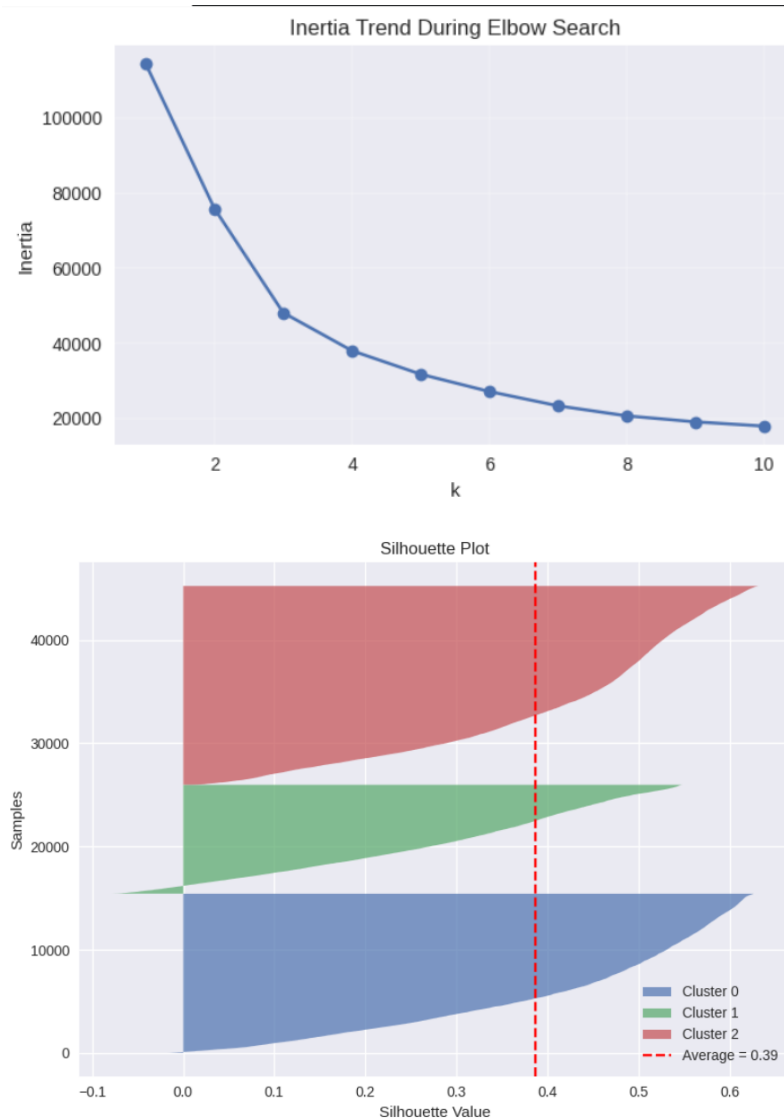 Inertia Trend During Elbow Search
100000
80000
60000
40000
20000
Inertia
2 4 6 8 10
k
Silhouette Plot
40000
30000
20000
10000
0
Samples
Cluster 0
Cluster 1
Cluster 2
Average = 0.39
−0.1 0.0 0.1 0.2 0.3 0.4 0.5 0.6
Silhouette Value